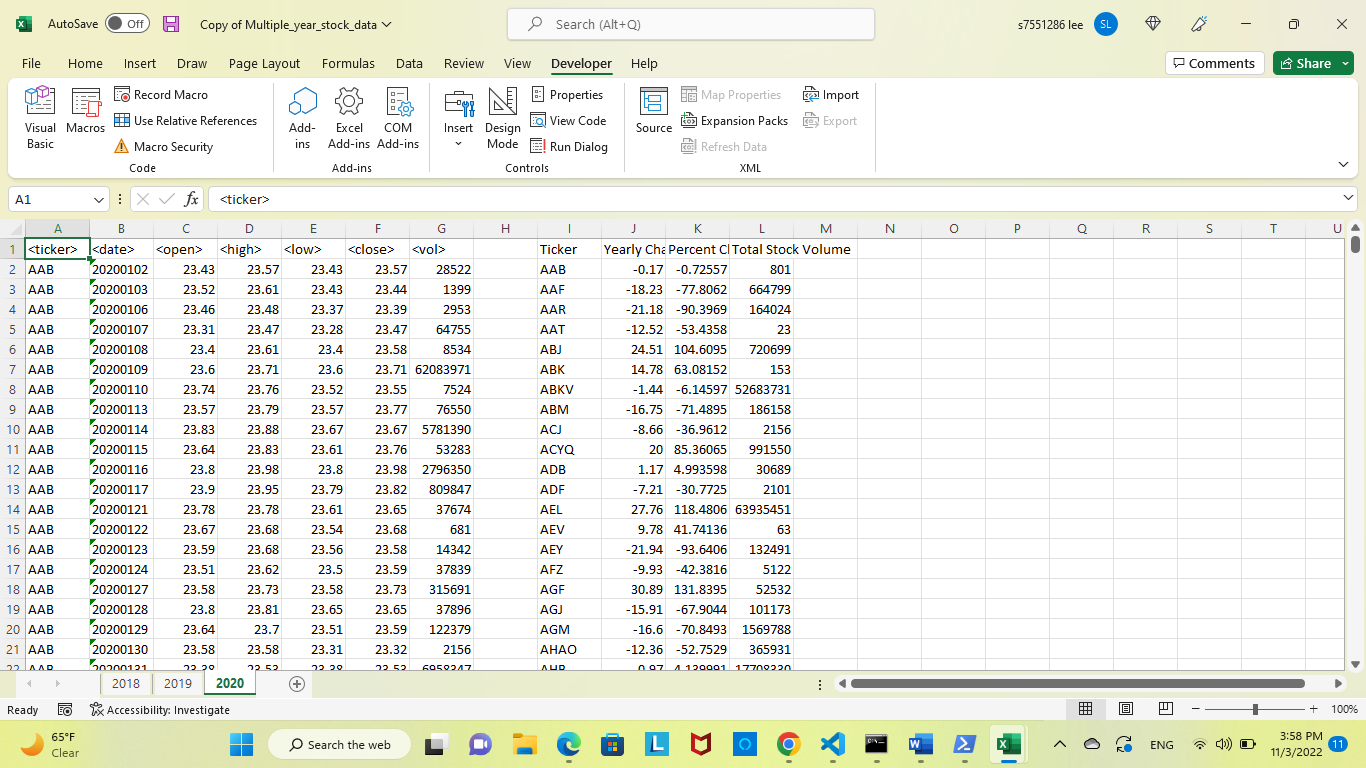 AutoSave Off Copy of Multiple_year_stock_data Search (Alt+Q) s7551286 lee SL
File Home Insert Draw Page Layout Formulas Data Review View Developer Help Comments Share
Visual Basic Macros Record Macro Use Relative References Macro Security Code
Add-ins Excel Add-ins COM Add-ins Add-ins
Insert Design Mode Properties View Code Run Dialog Controls
Source Map Properties Expansion Packs Refresh Data Import Export XML
A1 fx <ticker>
A B C D E F G H I J K L M N O P Q R S T U
1 <ticker> <date> <open> <high> <low> <close> <vol> Ticker Yearly Cha Percent Cl Total Stock Volume
2 AAB 20200102 23.43 23.57 23.43 23.57 28522 AAB -0.17 -0.72557 801
3 AAB 20200103 23.52 23.61 23.43 23.44 1399 AAF -18.23 -77.8062 664799
4 AAB 20200106 23.46 23.48 23.37 23.39 2953 AAR -21.18 -90.3969 164024
5 AAB 20200107 23.31 23.47 23.28 23.47 64755 AAT -12.52 -53.4358 23
6 AAB 20200108 23.4 23.61 23.4 23.58 8534 ABJ 24.51 104.6095 720699
7 AAB 20200109 23.6 23.71 23.6 23.71 62083971 ABK 14.78 63.08152 153
8 AAB 20200110 23.74 23.76 23.52 23.55 7524 ABKV -1.44 -6.14597 52683731
9 AAB 20200113 23.57 23.79 23.57 23.77 76550 ABM -16.75 -71.4895 186158
10 AAB 20200114 23.83 23.88 23.67 23.67 5781390 ACJ -8.66 -36.9612 2156
11 AAB 20200115 23.64 23.83 23.61 23.76 53283 ACYQ 20 85.36065 991550
12 AAB 20200116 23.8 23.98 23.8 23.98 2796350 ADB 1.17 4.993598 30689
13 AAB 20200117 23.9 23.95 23.79 23.82 809847 ADF -7.21 -30.7725 2101
14 AAB 20200121 23.78 23.78 23.61 23.65 37674 AEL 27.76 118.4806 63935451
15 AAB 20200122 23.67 23.68 23.54 23.68 681 AEV 9.78 41.74136 63
16 AAB 20200123 23.59 23.68 23.56 23.58 14342 AEY -21.94 -93.6406 132491
17 AAB 20200124 23.51 23.62 23.5 23.59 37839 AFZ -9.93 -42.3816 5122
18 AAB 20200127 23.58 23.73 23.58 23.73 315691 AGF 30.89 131.8395 52532
19 AAB 20200128 23.8 23.81 23.65 23.65 37896 AGJ -15.91 -67.9044 101173
20 AAB 20200129 23.64 23.7 23.51 23.59 122379 AGM -16.6 -70.8493 1569788
21 AAB 20200130 23.58 23.58 23.31 23.32 2156 AHAO -12.36 -52.7529 365931
22 AAB 20200131 23.38 23.53 23.38 23.53 6958347 AHB 0.97 4.139991 17708330
2018 2019 2020
Ready Accessibility: Investigate 100%
65°F
Clear
Search the web
ENG 3:58 PM
11/3/2022 11